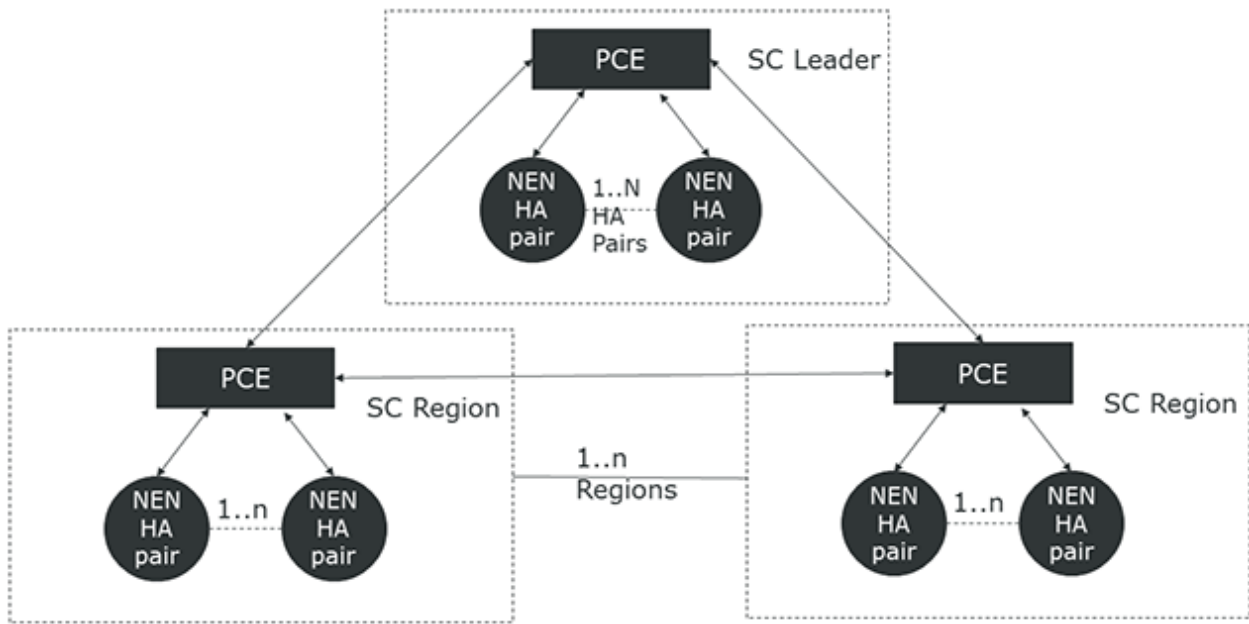 PCE
SC Leader
NEN
HA
pair
1..N
HA
Pairs
NEN
HA
pair
PCE
SC Region
NEN
HA
pair
1..n
NEN
HA
pair
1..n
Regions
PCE
SC Region
NEN
HA
pair
1..n
NEN
HA
pair